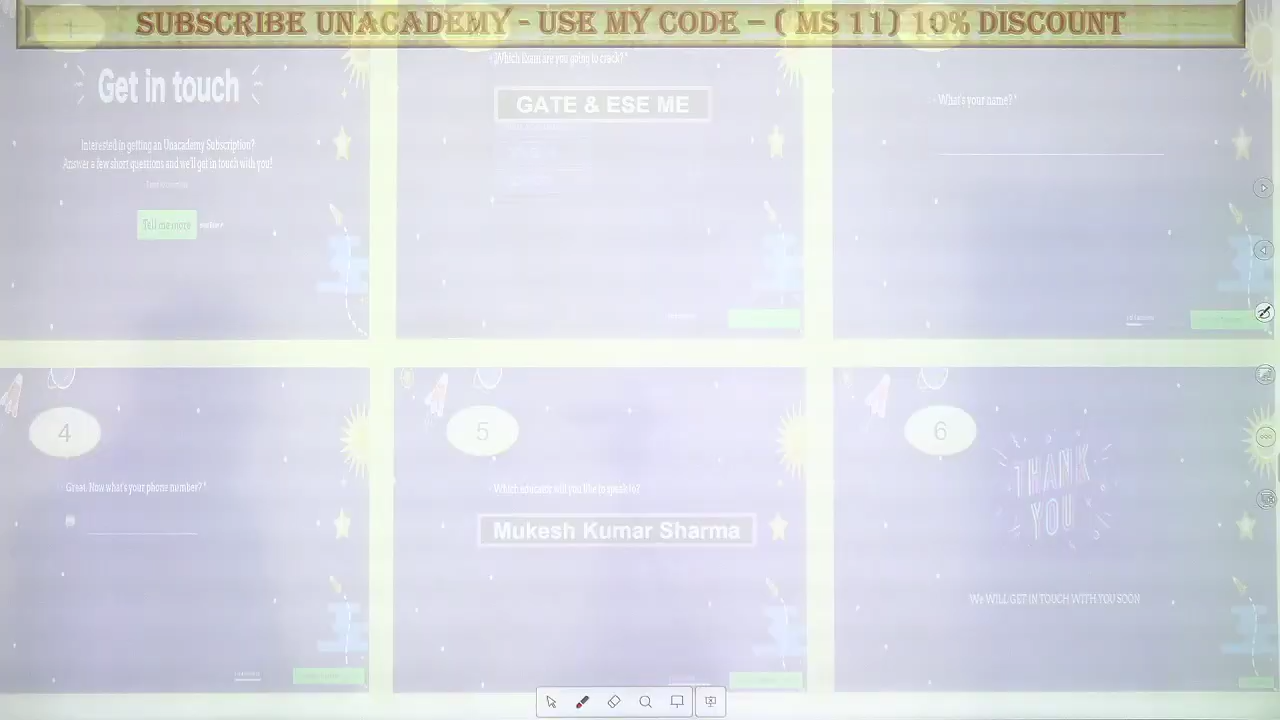 SUBSCRIBE UNACADEMY - USE MY CODE – ( MS 11) 10% DISCOUNT
Get in touch
Interested in getting an Unacademy Subscription?
Answer a few short questions and we'll get in touch with you!
Tell me more
Which Exam are you going to crack? *
GATE & ESE ME
What's your name? *
4
Great. Now what's your phone number? *
5
Which educator will you like to speak to?
Mukesh Kumar Sharma
6
THANK
YOU
We WILL GET IN TOUCH WITH YOU SOON